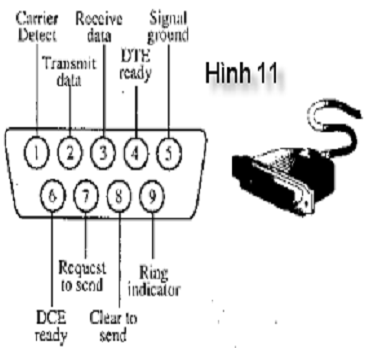 Carrier
Detect
Receive
data
Signal
ground
Transmit
data
DTE
ready
Hình 11
1 2 3 4 5
6 7 8 9
Request
to send
Ring
indicator
DCE
ready
Clear to
send